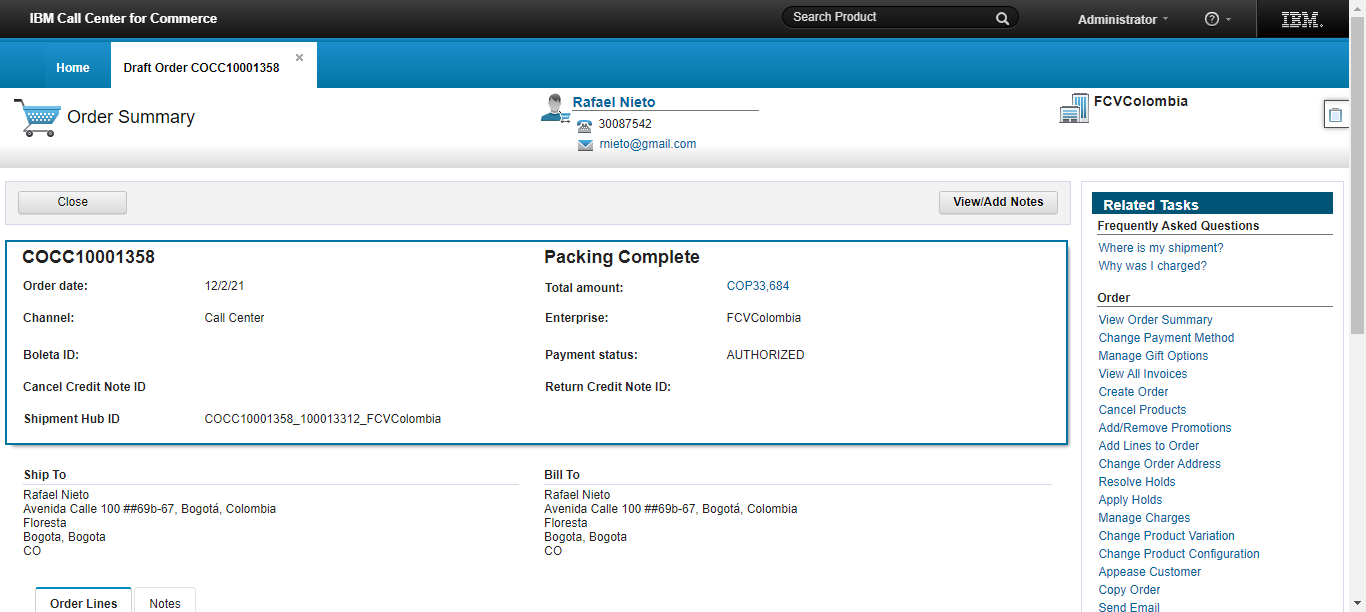 IBM Call Center for Commerce
Search Product
Administrator
?
IBM.
Home
Draft Order COCC10001358
Order Summary
Rafael Nieto
30087542
rnieto@gmail.com
FCVColombia
Close
View/Add Notes
COCC10001358
Packing Complete
Order date: 12/2/21
Total amount: COP33,684
Channel: Call Center
Enterprise: FCVColombia
Boleta ID:
Payment status: AUTHORIZED
Cancel Credit Note ID
Return Credit Note ID:
Shipment Hub ID COCC10001358_100013312_FCVColombia
Ship To
Rafael Nieto
Avenida Calle 100 ##69b-67, Bogotá, Colombia
Floresta
Bogota, Bogota
CO
Bill To
Rafael Nieto
Avenida Calle 100 ##69b-67, Bogotá, Colombia
Floresta
Bogota, Bogota
CO
Order Lines
Notes
Related Tasks
Frequently Asked Questions
Where is my shipment?
Why was I charged?
Order
View Order Summary
Change Payment Method
Manage Gift Options
View All Invoices
Create Order
Cancel Products
Add/Remove Promotions
Add Lines to Order
Change Order Address
Resolve Holds
Apply Holds
Manage Charges
Change Product Variation
Change Product Configuration
Appease Customer
Copy Order
Send Email